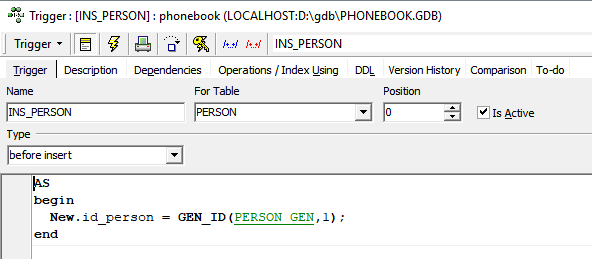 Trigger : [INS_PERSON] : phonebook (LOCALHOST:D:\gdb\PHONEBOOK.GDB)
Trigger INS_PERSON
Trigger Description Dependencies Operations / Index Using DDL Version History Comparison To-do
Name For Table Position
INS_PERSON PERSON 0 Is Active
Type
before insert
AS
begin
New.id_person = GEN_ID(PERSON_GEN,1);
end